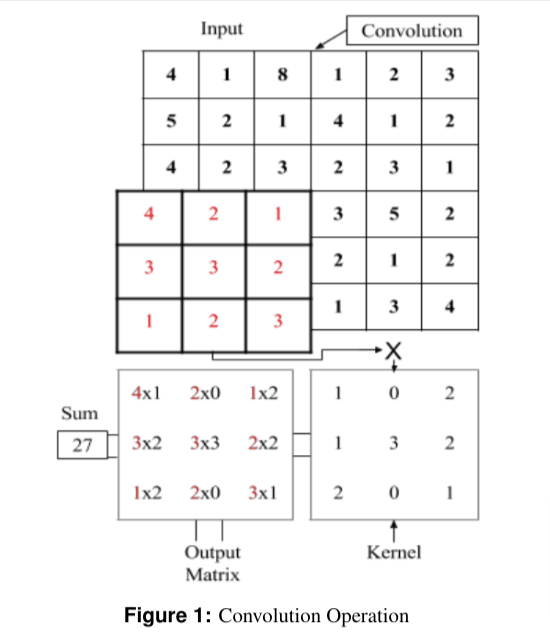 Input
Convolution
4 1 8 1 2 3
5 2 1 4 1 2
4 2 3 2 3 1
4 2 1 3 5 2
3 3 2 2 1 2
1 2 3 1 3 4
X
4x1 2x0 1x2 1 0 2
Sum
27 3x2 3x3 2x2 1 3 2
1x2 2x0 3x1 2 0 1
Output
Matrix
Kernel
Figure 1: Convolution Operation